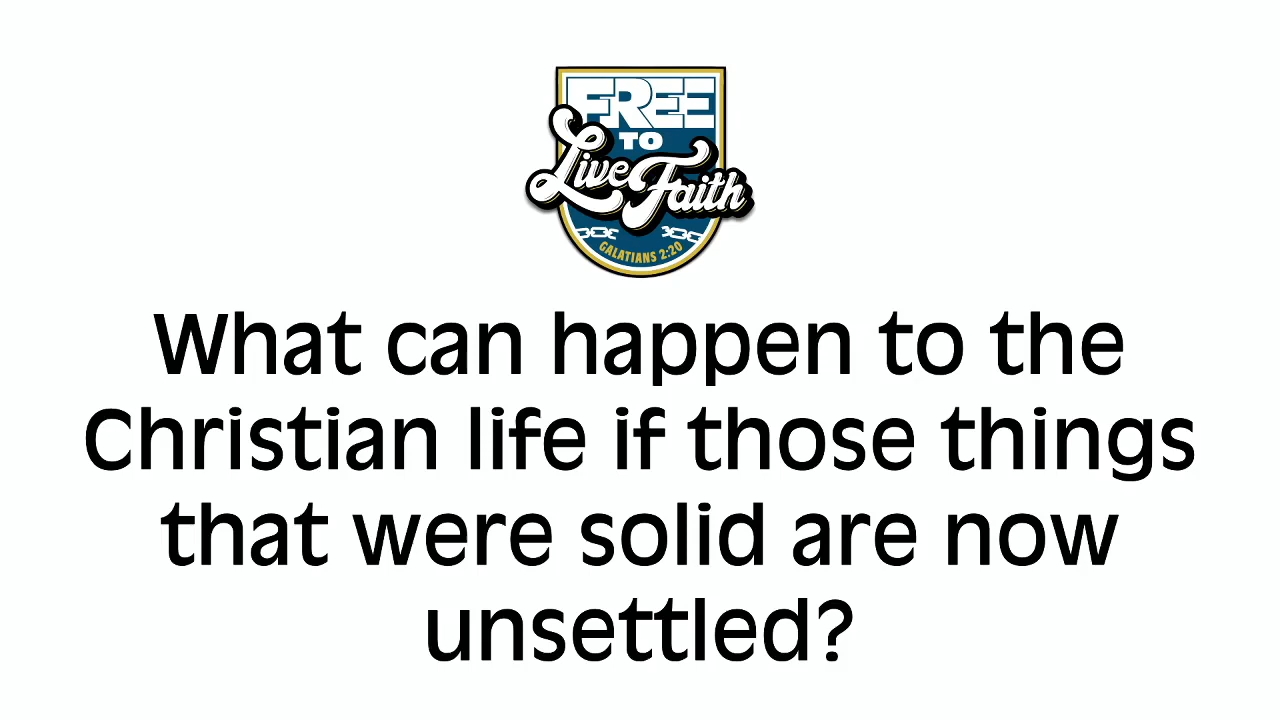 FREE
TO
Live Faith
GALATIANS 2:20
What can happen to the
Christian life if those things
that were solid are now
unsettled?